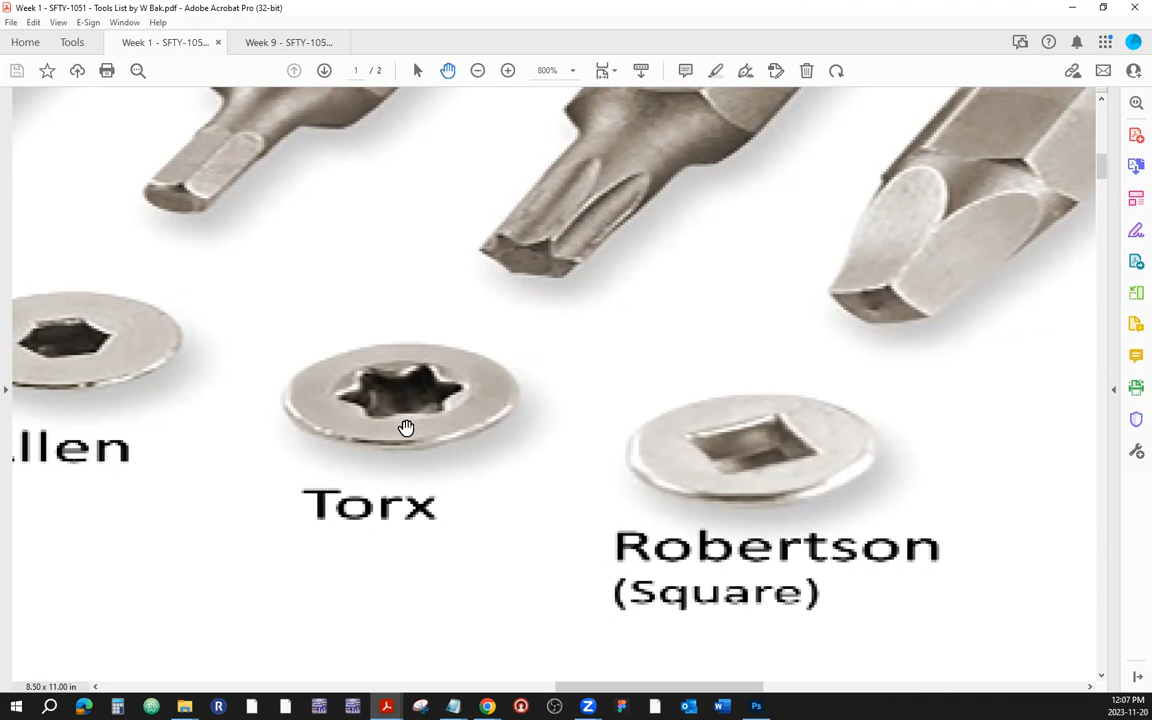 Week 1 - SFTY-1051 - Tools List by W Bak.pdf - Adobe Acrobat Pro (32-bit)
File Edit View E-Sign Window Help
Home Tools Week 1 - SFTY-105... × Week 9 - SFTY-105...
1 / 2 800%
llen
Torx
Robertson
(Square)
8.50 x 11.00 in
12:07 PM
2023-11-20